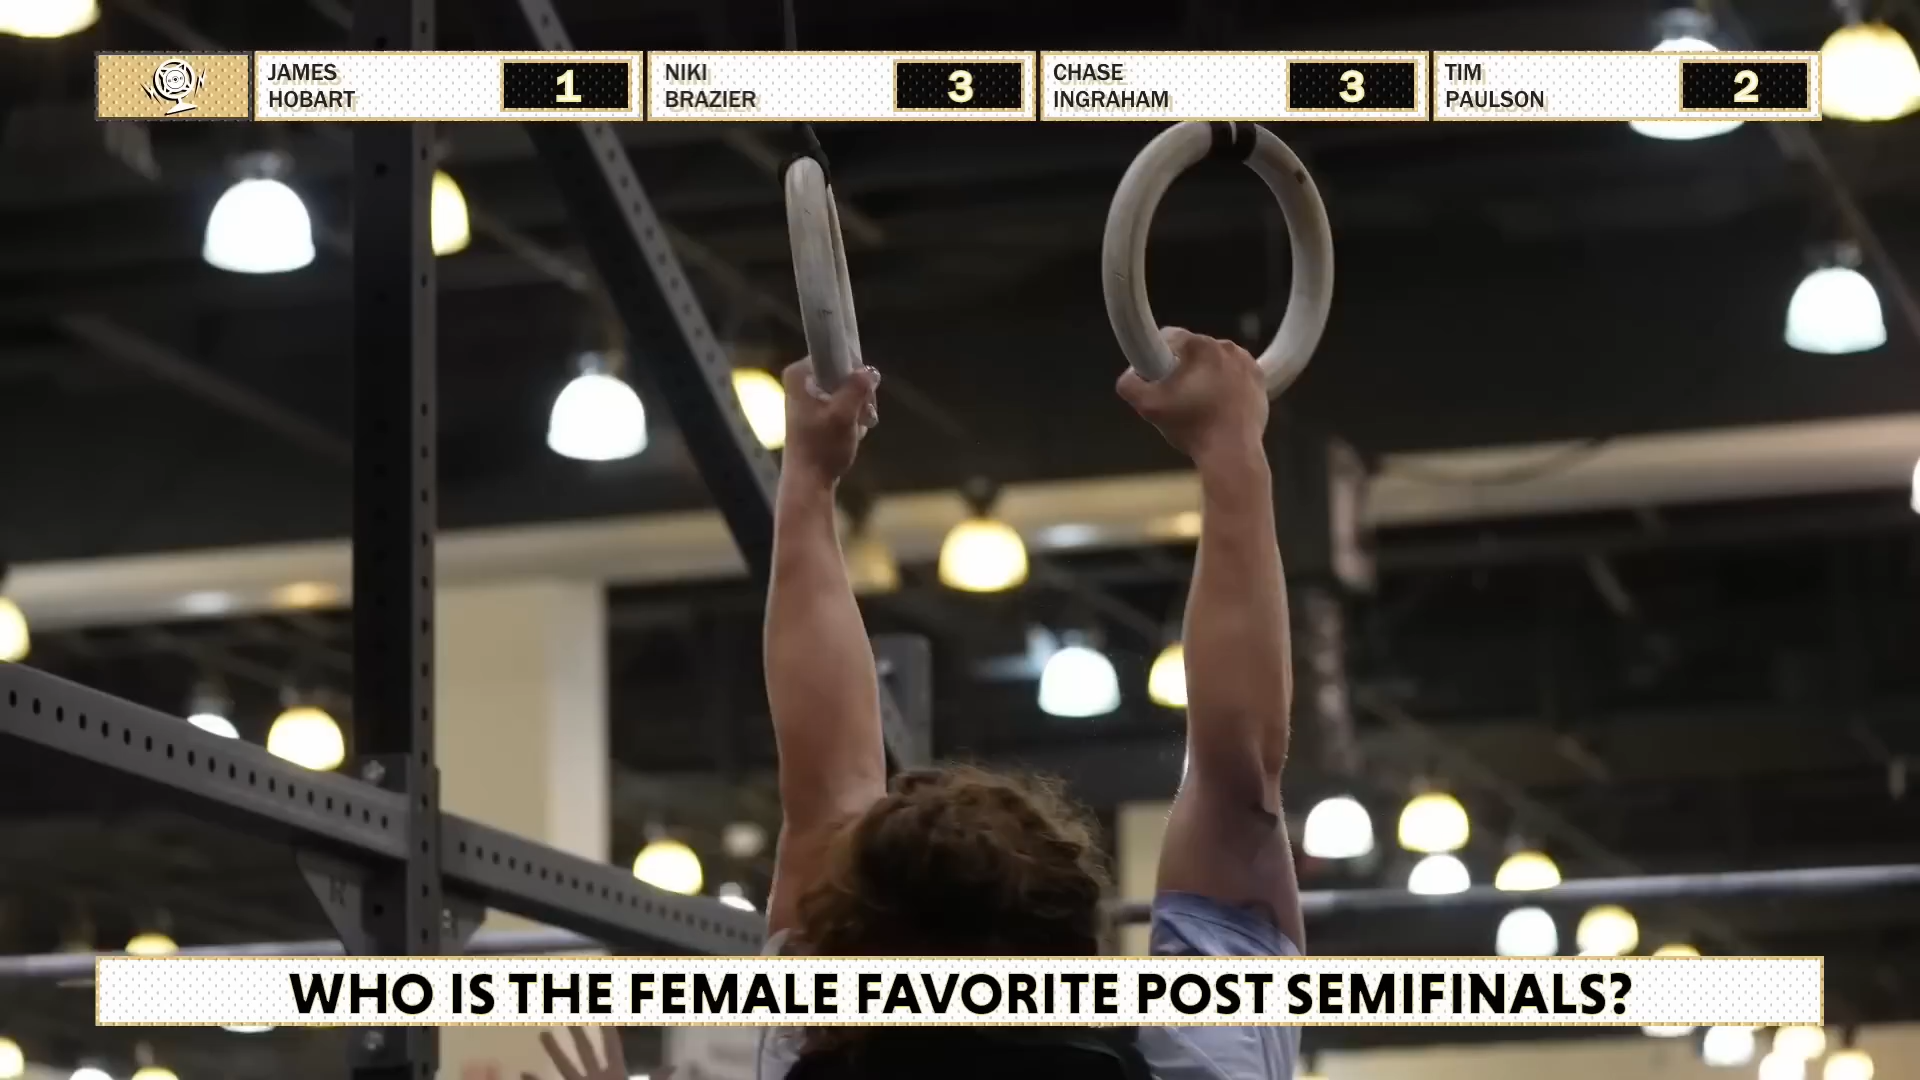 JAMES
HOBART
1
NIKI
BRAZIER
3
CHASE
INGRAHAM
3
TIM
PAULSON
2
WHO IS THE FEMALE FAVORITE POST SEMIFINALS?